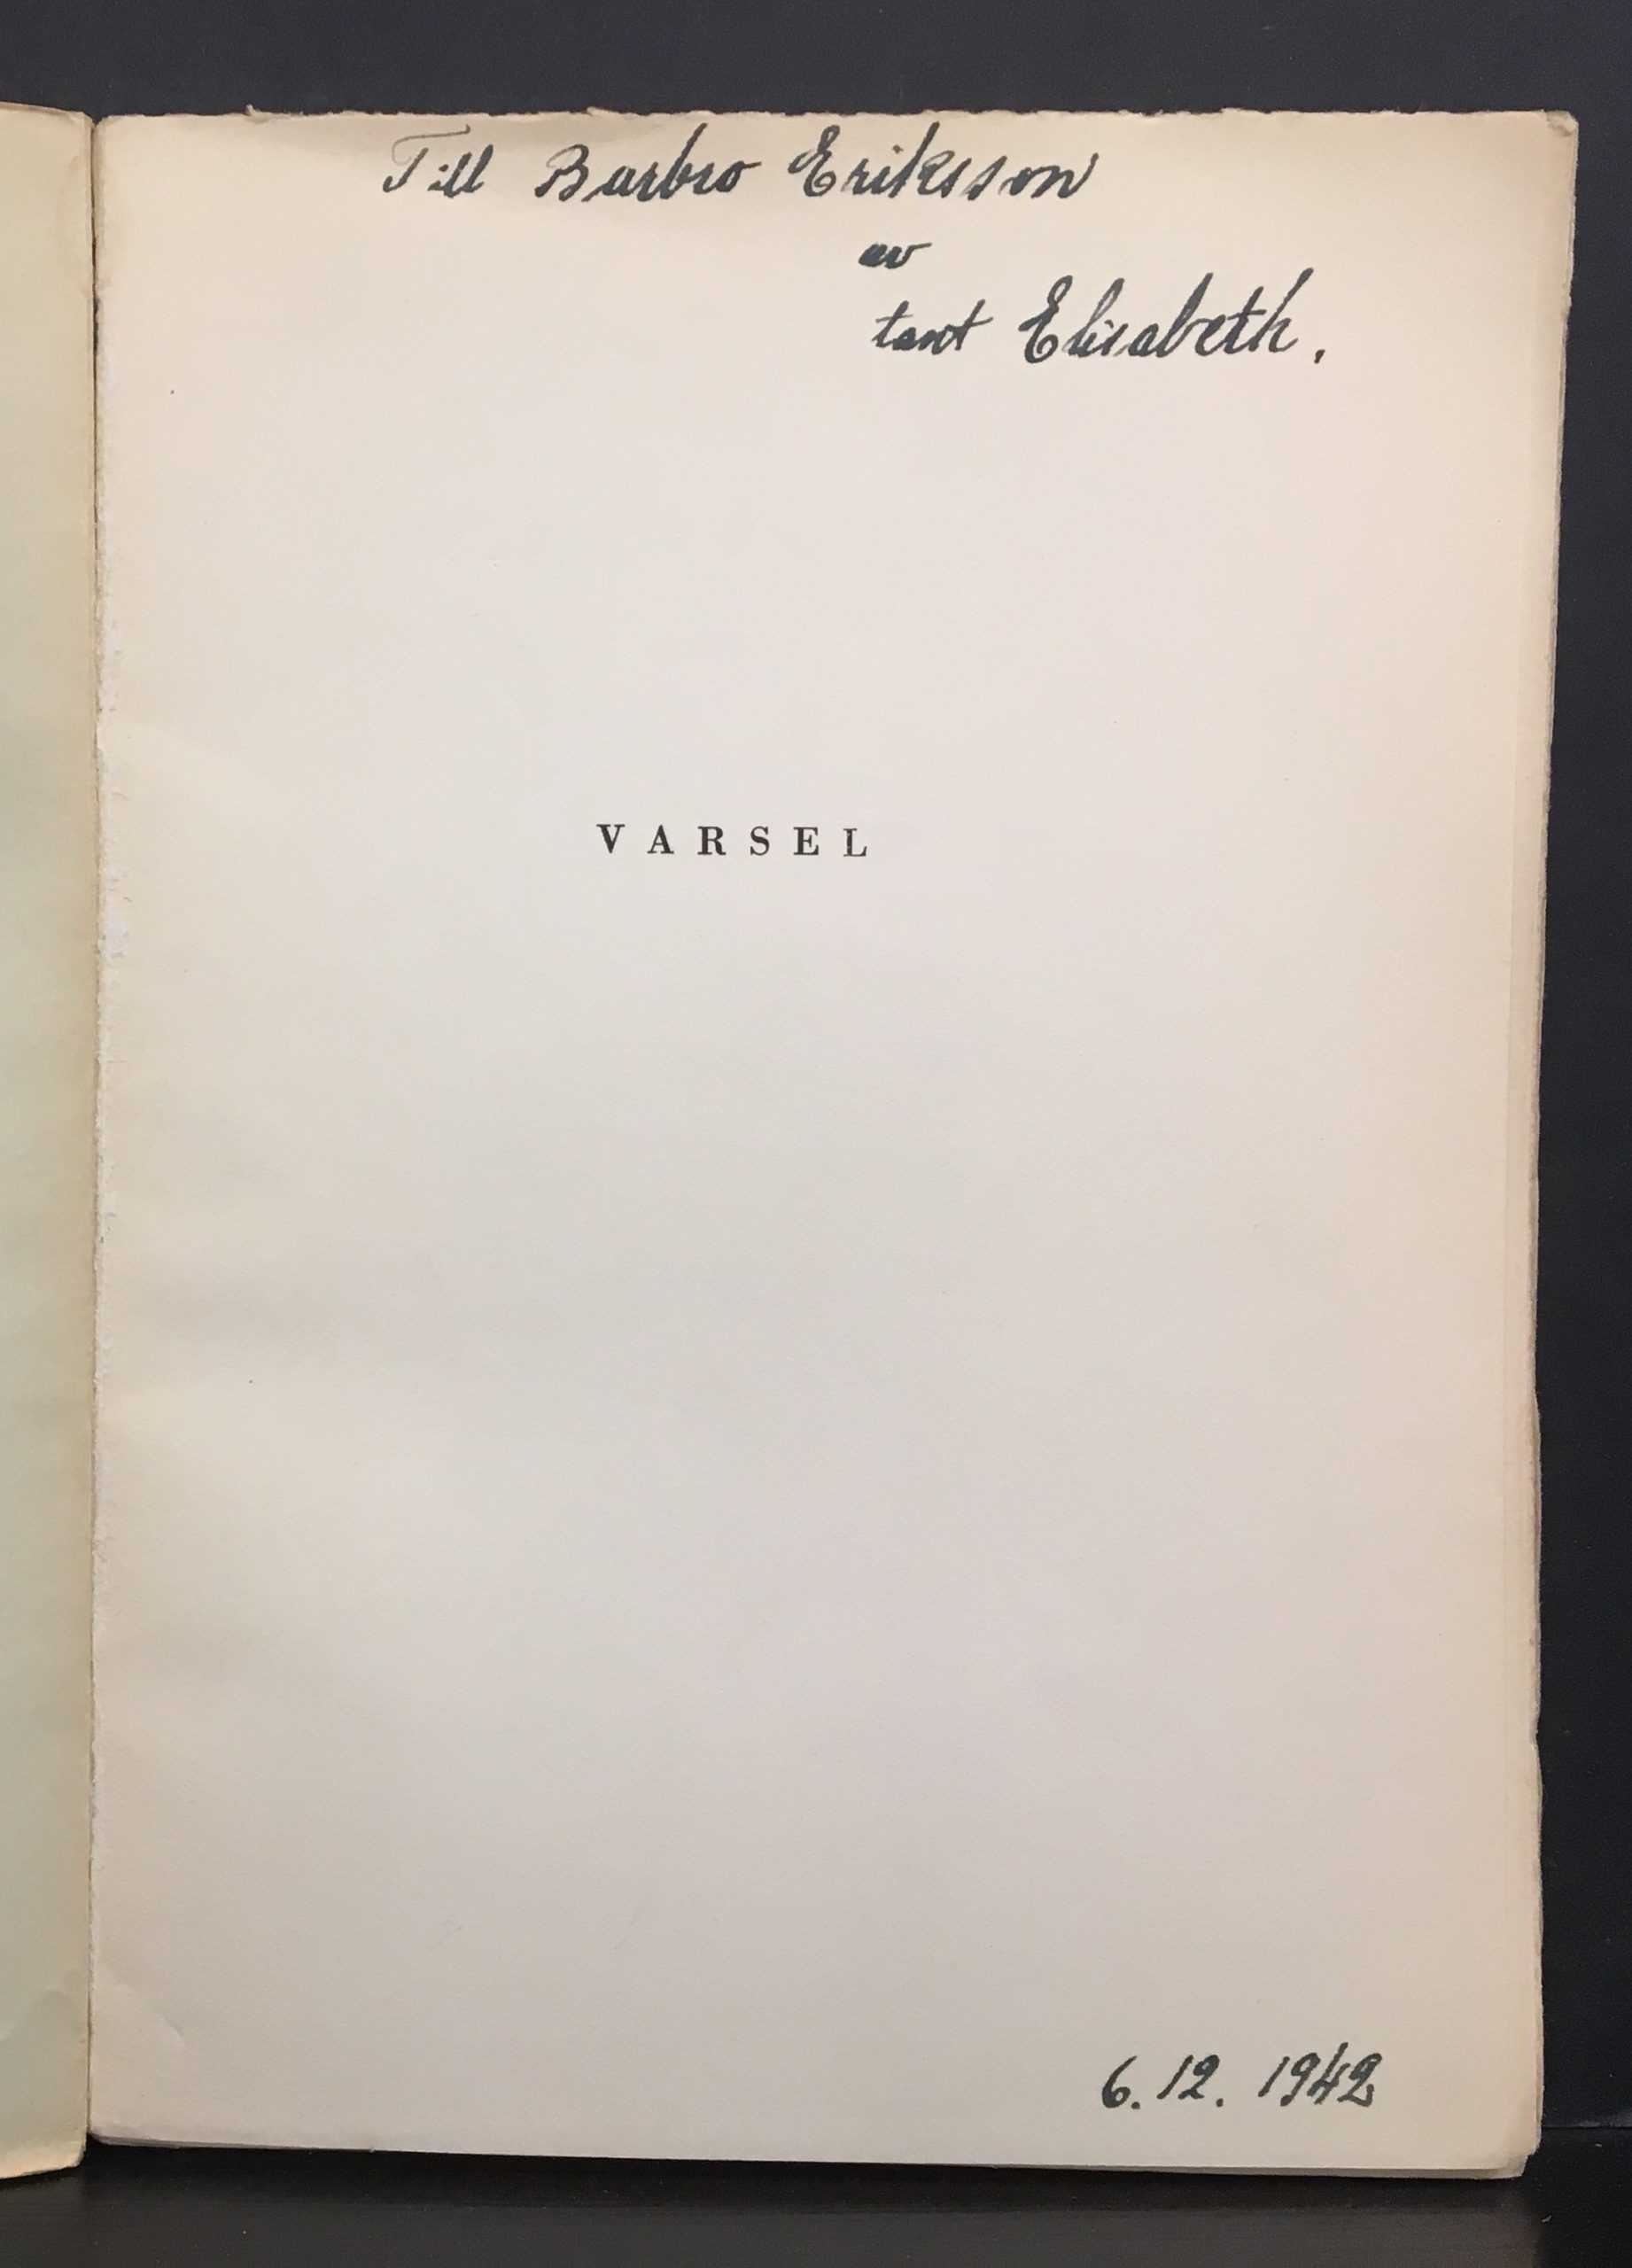 Till Barbro Eriksson
av
tant Elisabeth.
VARSEL
6.12.1942